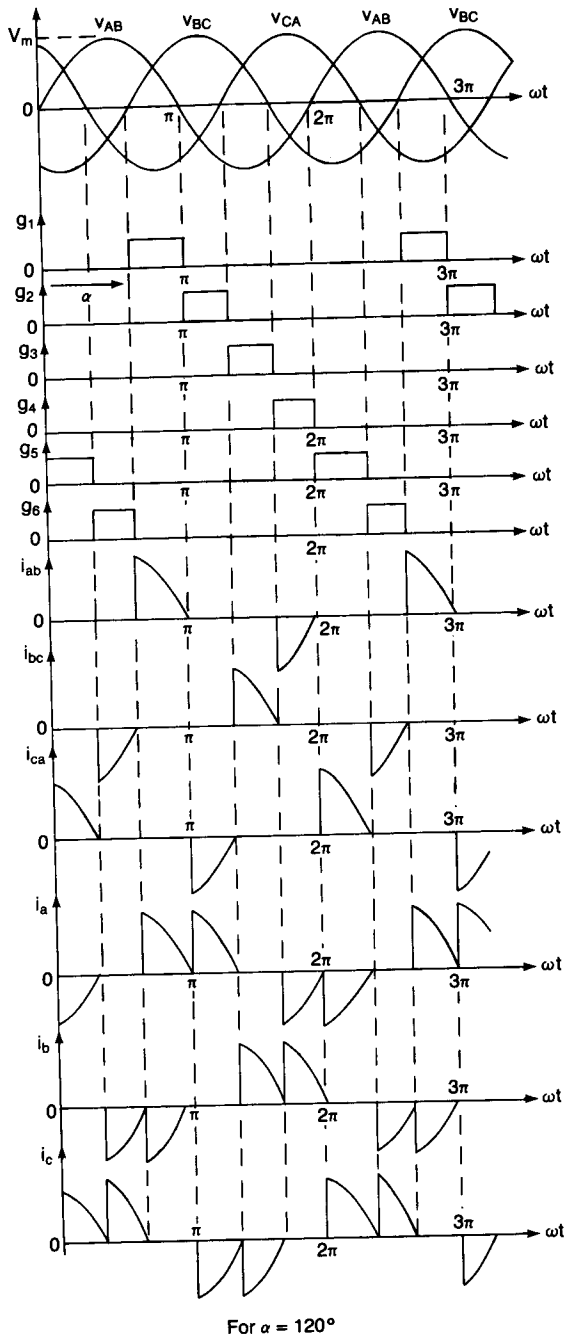 V_m v_AB v_BC v_CA v_AB v_BC
0 π 2π 3π ωt
g_1
0 π 3π ωt
α
g_2
0 π 3π ωt
g_3
0 π 3π ωt
g_4
0 π 2π 3π ωt
g_5
0 π 2π 3π ωt
g_6
0 2π ωt
i_ab
0 π 2π 3π ωt
i_bc
0 π 2π 3π ωt
i_ca
0 π 2π 3π ωt
i_a
0 π 2π 3π ωt
i_b
0 π 2π 3π ωt
i_c
0 π 2π 3π ωt
For α = 120°